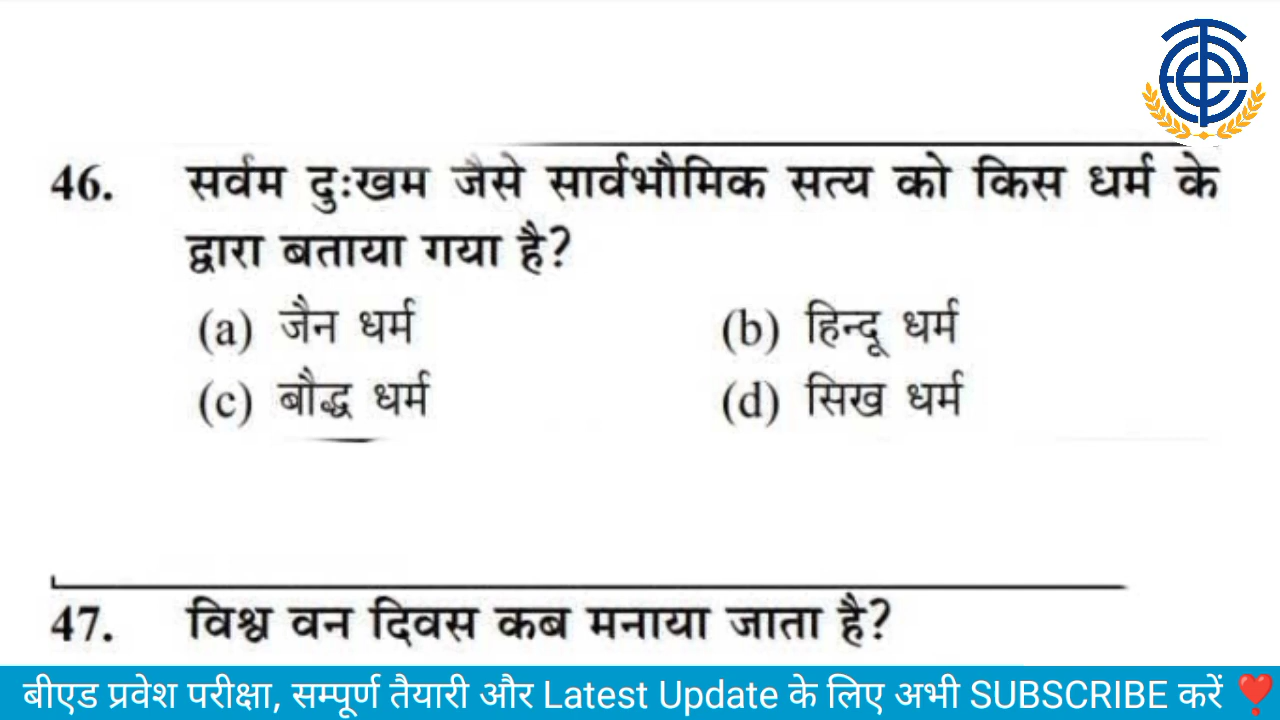 46. सर्वम दुःखम जैसे सार्वभौमिक सत्य को किस धर्म के
द्वारा बताया गया है?
(a) जैन धर्म (b) हिन्दू धर्म
(c) बौद्ध धर्म (d) सिख धर्म
47. विश्व वन दिवस कब मनाया जाता है?
बीएड प्रवेश परीक्षा, सम्पूर्ण तैयारी और Latest Update के लिए अभी SUBSCRIBE करें ❣️